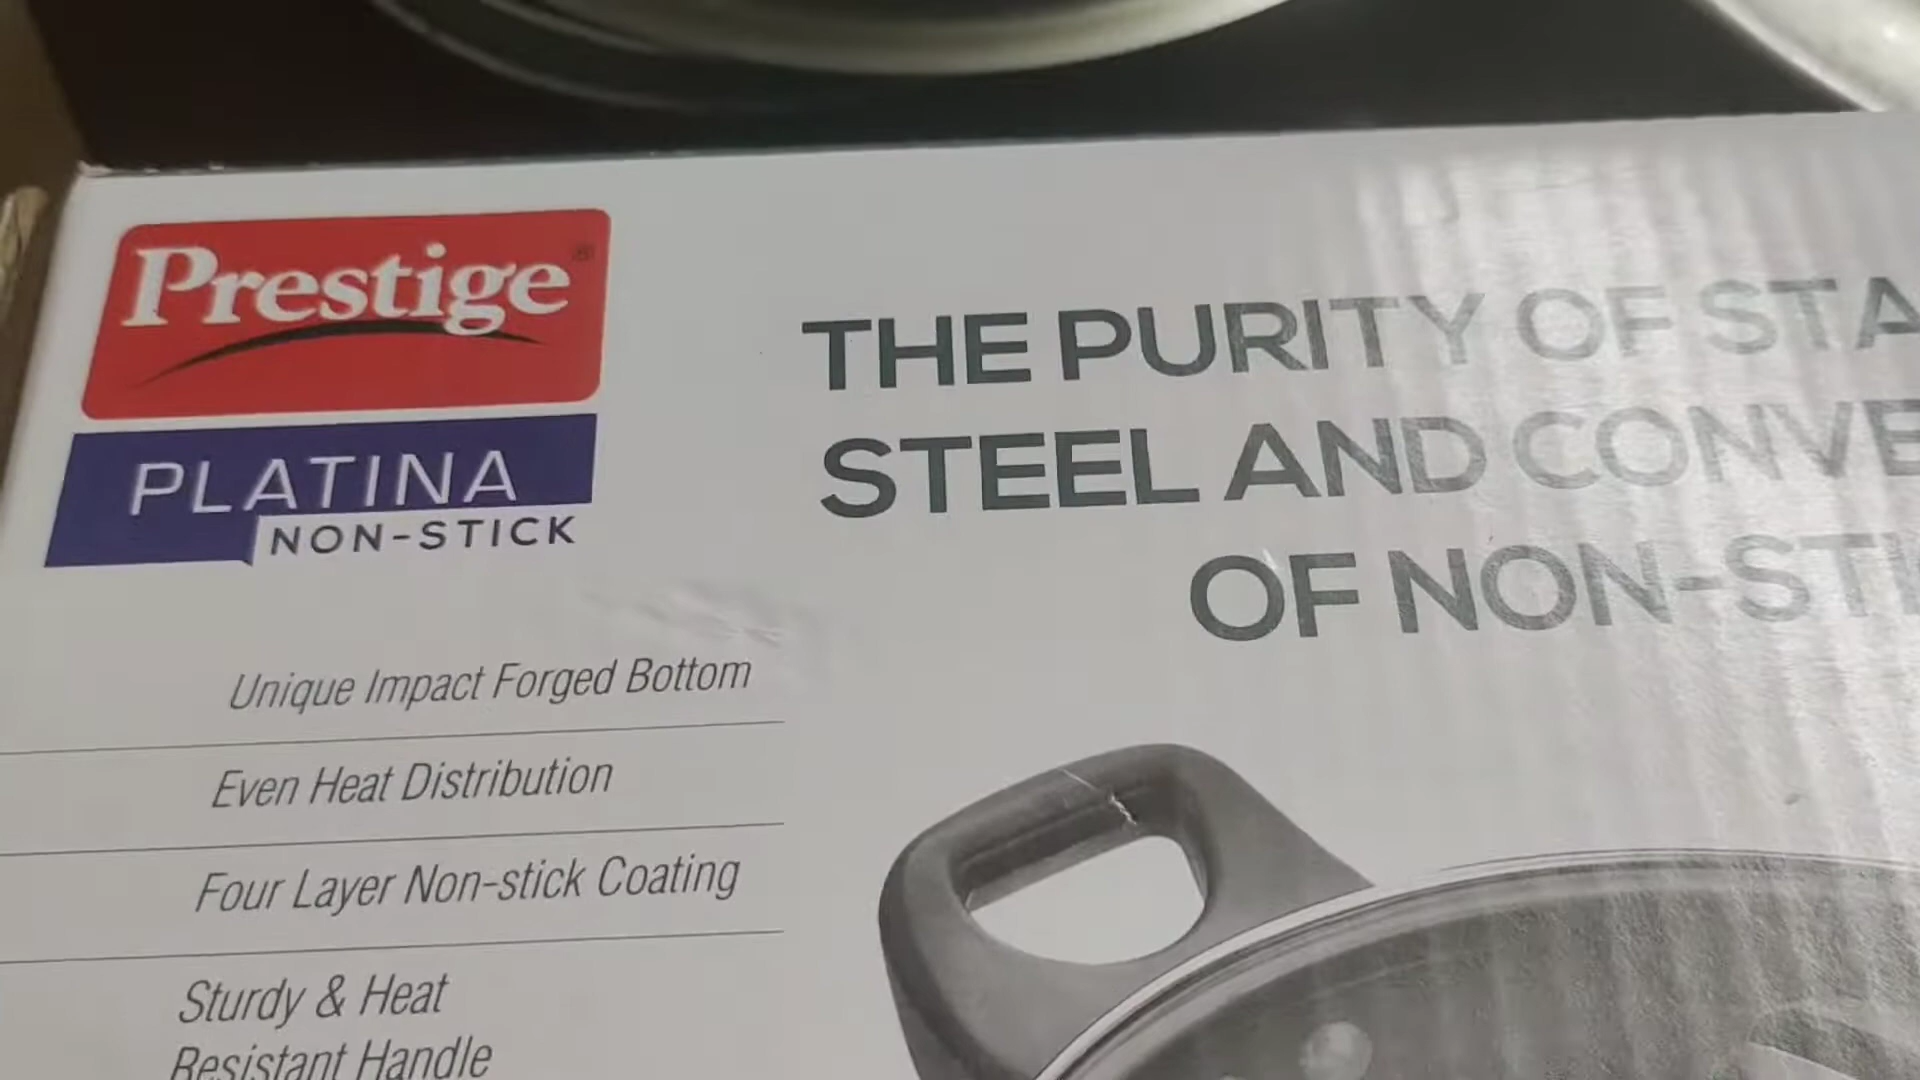 Prestige
PLATINA
NON-STICK
THE PURITY OF STA
STEEL AND CONVE
OF NON-STI
Unique Impact Forged Bottom
Even Heat Distribution
Four Layer Non-stick Coating
Sturdy & Heat
Resistant Handle